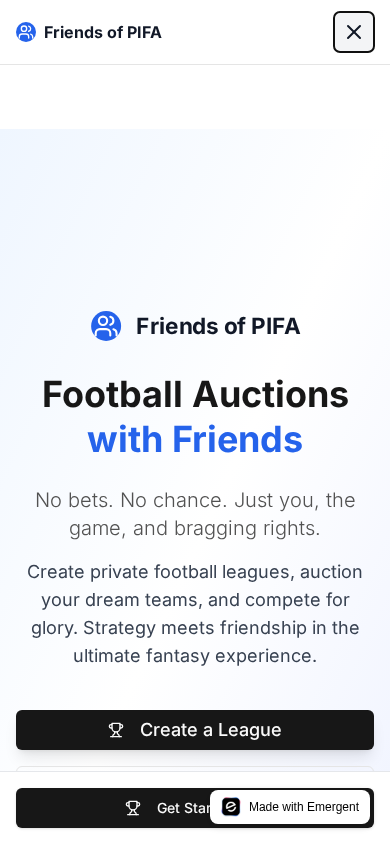 Friends of PIFA
Friends of PIFA
Football Auctions
with Friends
No bets. No chance. Just you, the
game, and bragging rights.
Create private football leagues, auction
your dream teams, and compete for
glory. Strategy meets friendship in the
ultimate fantasy experience.
Create a League
Get
Made with Emergent